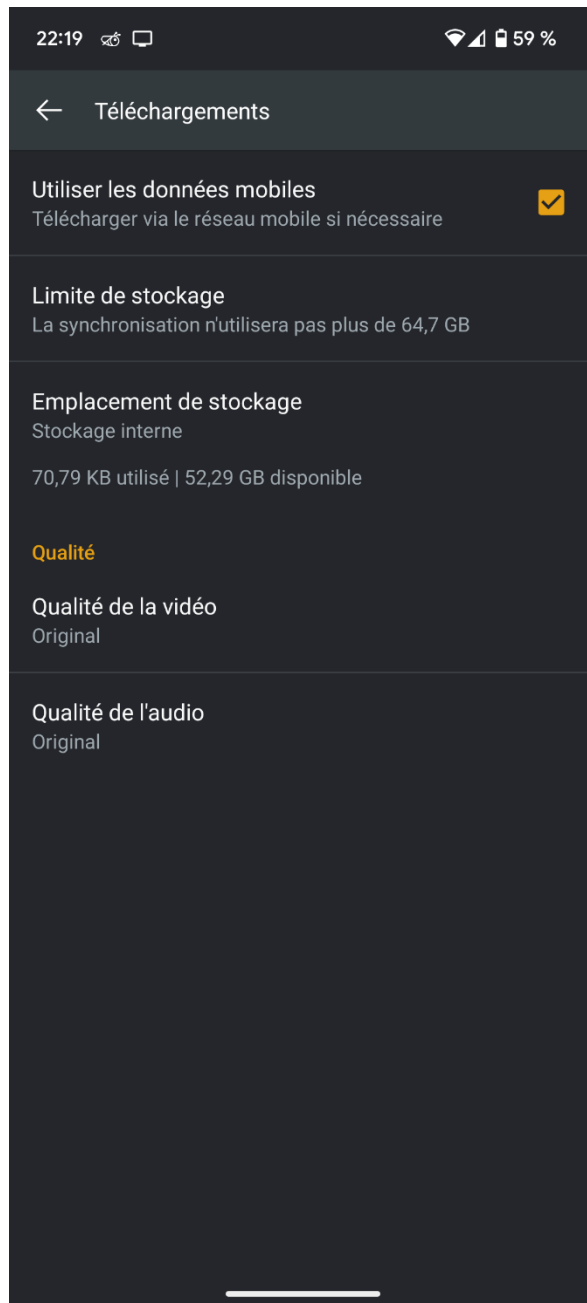 22:19 59 %
Téléchargements
Utiliser les données mobiles
Télécharger via le réseau mobile si nécessaire
Limite de stockage
La synchronisation n'utilisera pas plus de 64,7 GB
Emplacement de stockage
Stockage interne
70,79 KB utilisé | 52,29 GB disponible
Qualité
Qualité de la vidéo
Original
Qualité de l'audio
Original